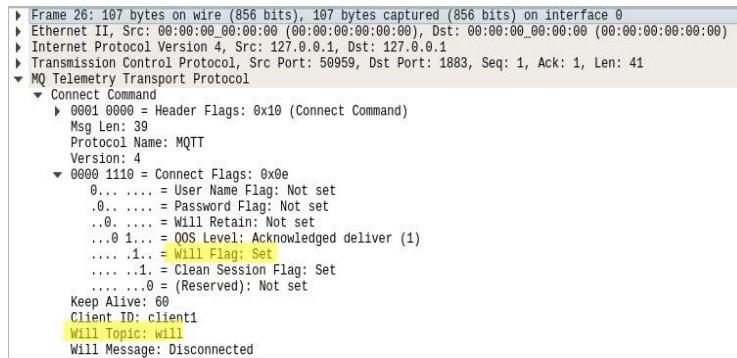 Frame 26: 107 bytes on wire (856 bits), 107 bytes captured (856 bits) on interface 0
Ethernet II, Src: 00:00:00_00:00:00 (00:00:00:00:00:00), Dst: 00:00:00_00:00:00 (00:00:00:00:00:00)
Internet Protocol Version 4, Src: 127.0.0.1, Dst: 127.0.0.1
Transmission Control Protocol, Src Port: 50959, Dst Port: 1883, Seq: 1, Ack: 1, Len: 41
MQ Telemetry Transport Protocol
Connect Command
0001 0000 = Header Flags: 0x10 (Connect Command)
Msg Len: 39
Protocol Name: MQTT
Version: 4
0000 1110 = Connect Flags: 0x0e
0... .... = User Name Flag: Not set
.0.. .... = Password Flag: Not set
..0. .... = Will Retain: Not set
...0 1... = QOS Level: Acknowledged deliver (1)
.... .1.. = Will Flag: Set
.... ..1. = Clean Session Flag: Set
.... ...0 = (Reserved): Not set
Keep Alive: 60
Client ID: client1
Will Topic: will
Will Message: Disconnected